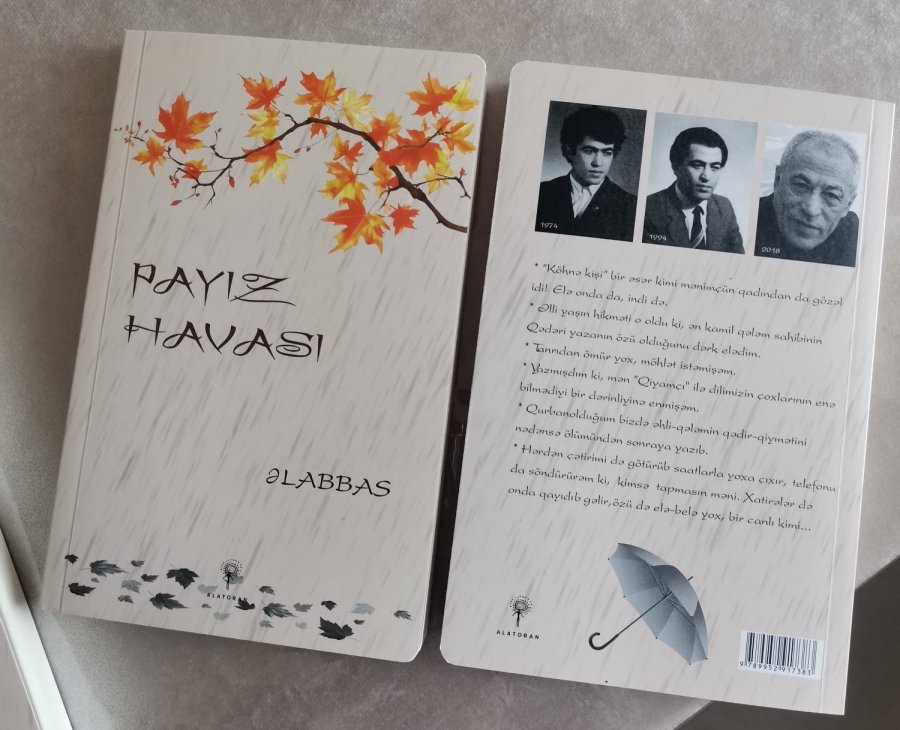 PAYIZ
HAVASI
ƏLABBAS
ALATORAN
1974
1994
2018
* "Köhnə kişi" bir əsər kimi mənimçün qadından da gözəl
idi! Elə onda da, indi də.
* Əlli yaşın hikməti o oldu ki, ən kamil qələm sahibinin
Qədəri yazanın özü olduğunu dərk elədim.
* Tanrıdan ömür yox, möhlət istəmişəm.
* Yazmışdım ki, mən "Qiyamçı" ilə dilimizin çoxlarının enə
bilmədiyi bir dərinliyinə enmişəm.
* Qurbanolduğum bizdə əhli-qələmin qədir-qiymətini
nədənsə ölümündən sonraya yazıb.
* Hərdən çətirimi də götürüb saatlarla yoxa çıxır, telefonu
da söndürürəm ki, kimsə tapmasın məni. Xatirələr də
onda qayıdıb gəlir,özü də elə-belə yox, bir canlı kimi...
ALATORAN
9 789952 917383